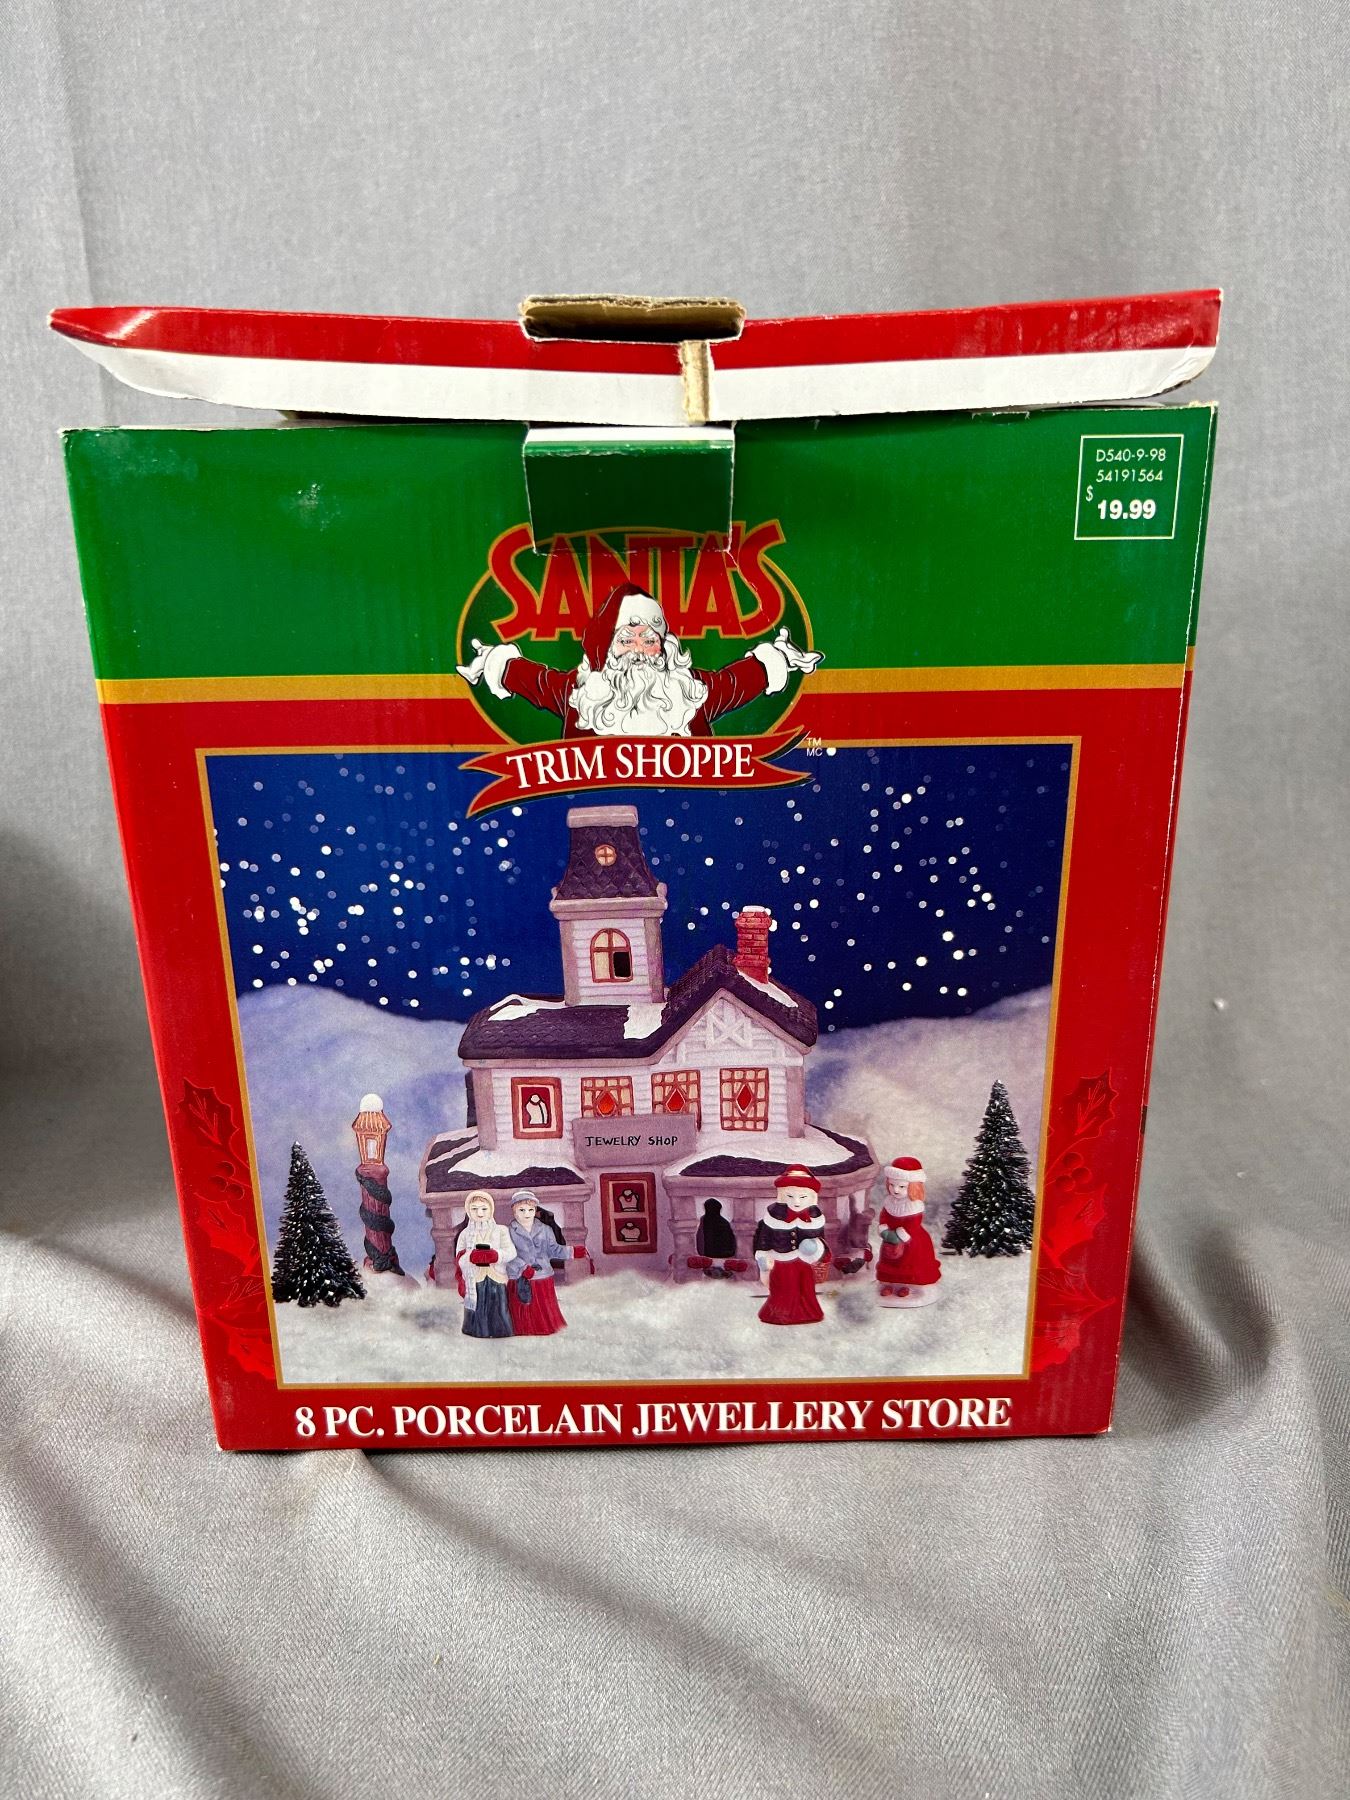 D540-9-98
54191564
$ 19.99
SANTA'S
TRIM SHOPPE
TM
MC
JEWELRY SHOP
8 PC. PORCELAIN JEWELLERY STORE